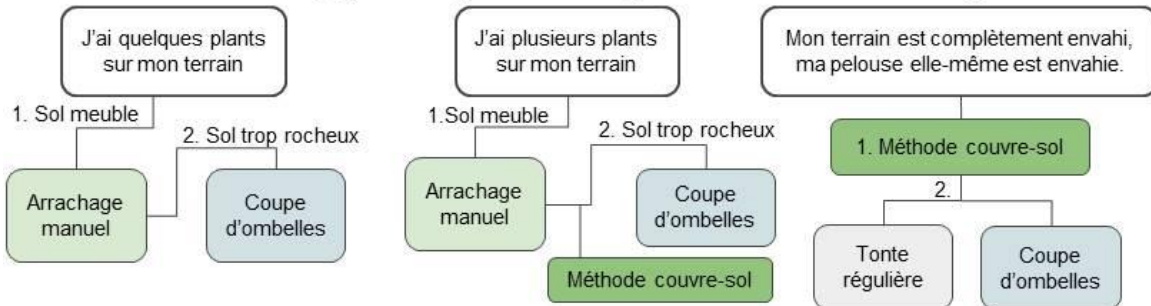 J'ai quelques plants
sur mon terrain
1. Sol meuble
2. Sol trop rocheux
Arrachage
manuel
Coupe
d'ombelles
J'ai plusieurs plants
sur mon terrain
1.Sol meuble
2. Sol trop rocheux
Arrachage
manuel
Coupe
d'ombelles
Méthode couvre-sol
Mon terrain est complètement envahi,
ma pelouse elle-même est envahie.
1. Méthode couvre-sol
2.
Tonte
régulière
Coupe
d'ombelles